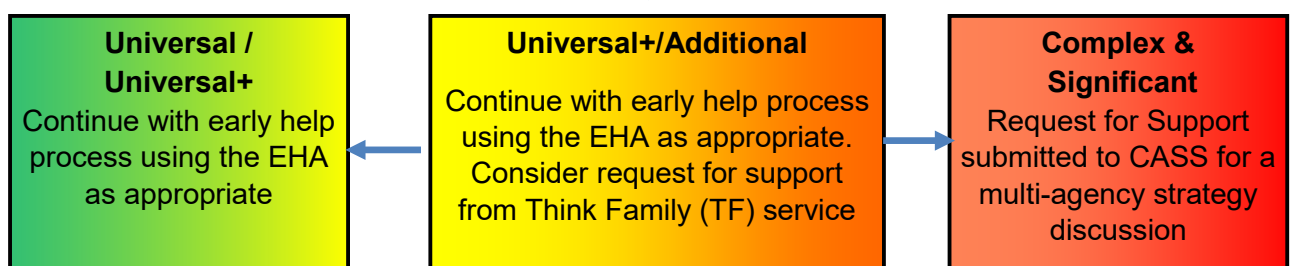 Universal /
Universal+
Continue with early help
process using the EHA
as appropriate
Universal+/Additional
Continue with early help process
using the EHA as appropriate.
Consider request for support
from Think Family (TF) service
Complex &
Significant
Request for Support
submitted to CASS for a
multi-agency strategy
discussion